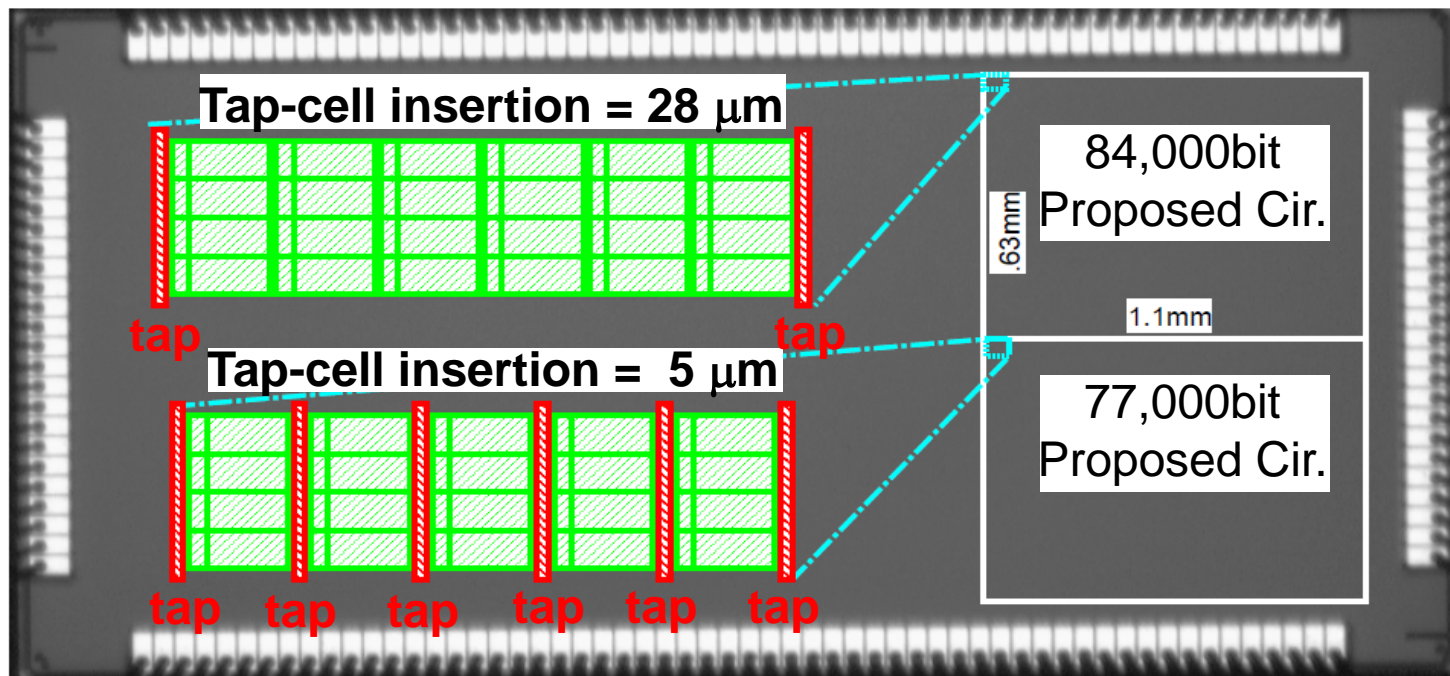 Tap-cell insertion = 28 μm
tap
tap
Tap-cell insertion = 5 μm
tap
tap
tap
tap
tap
tap
84,000bit
Proposed Cir.
.63mm
1.1mm
77,000bit
Proposed Cir.